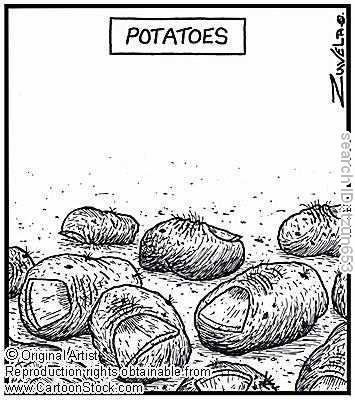 POTATOES
ZUVELA©
© Original Artist
Reproduction rights obtainable from
www.CartoonStock.com